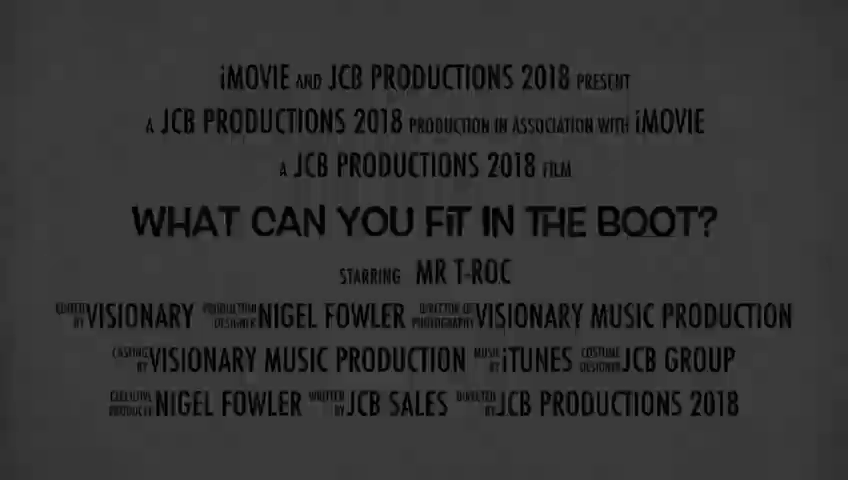 iMOVIE AND JCB PRODUCTIONS 2018 PRESENT
A JCB PRODUCTIONS 2018 PRODUCTION IN ASSOCIATION WITH iMOVIE
A JCB PRODUCTIONS 2018 FILM
WHAT CAN YOU FIT IN THE BOOT?
STARRING MR T-ROC
EDITED BY VISIONARY PRODUCTION DESIGNER NIGEL FOWLER DIRECTOR OF PHOTOGRAPHY VISIONARY MUSIC PRODUCTION
CASTING BY VISIONARY MUSIC PRODUCTION MUSIC BY iTUNES COSTUME DESIGNER JCB GROUP
EXECUTIVE PRODUCER NIGEL FOWLER WRITTEN BY JCB SALES DIRECTED BY JCB PRODUCTIONS 2018